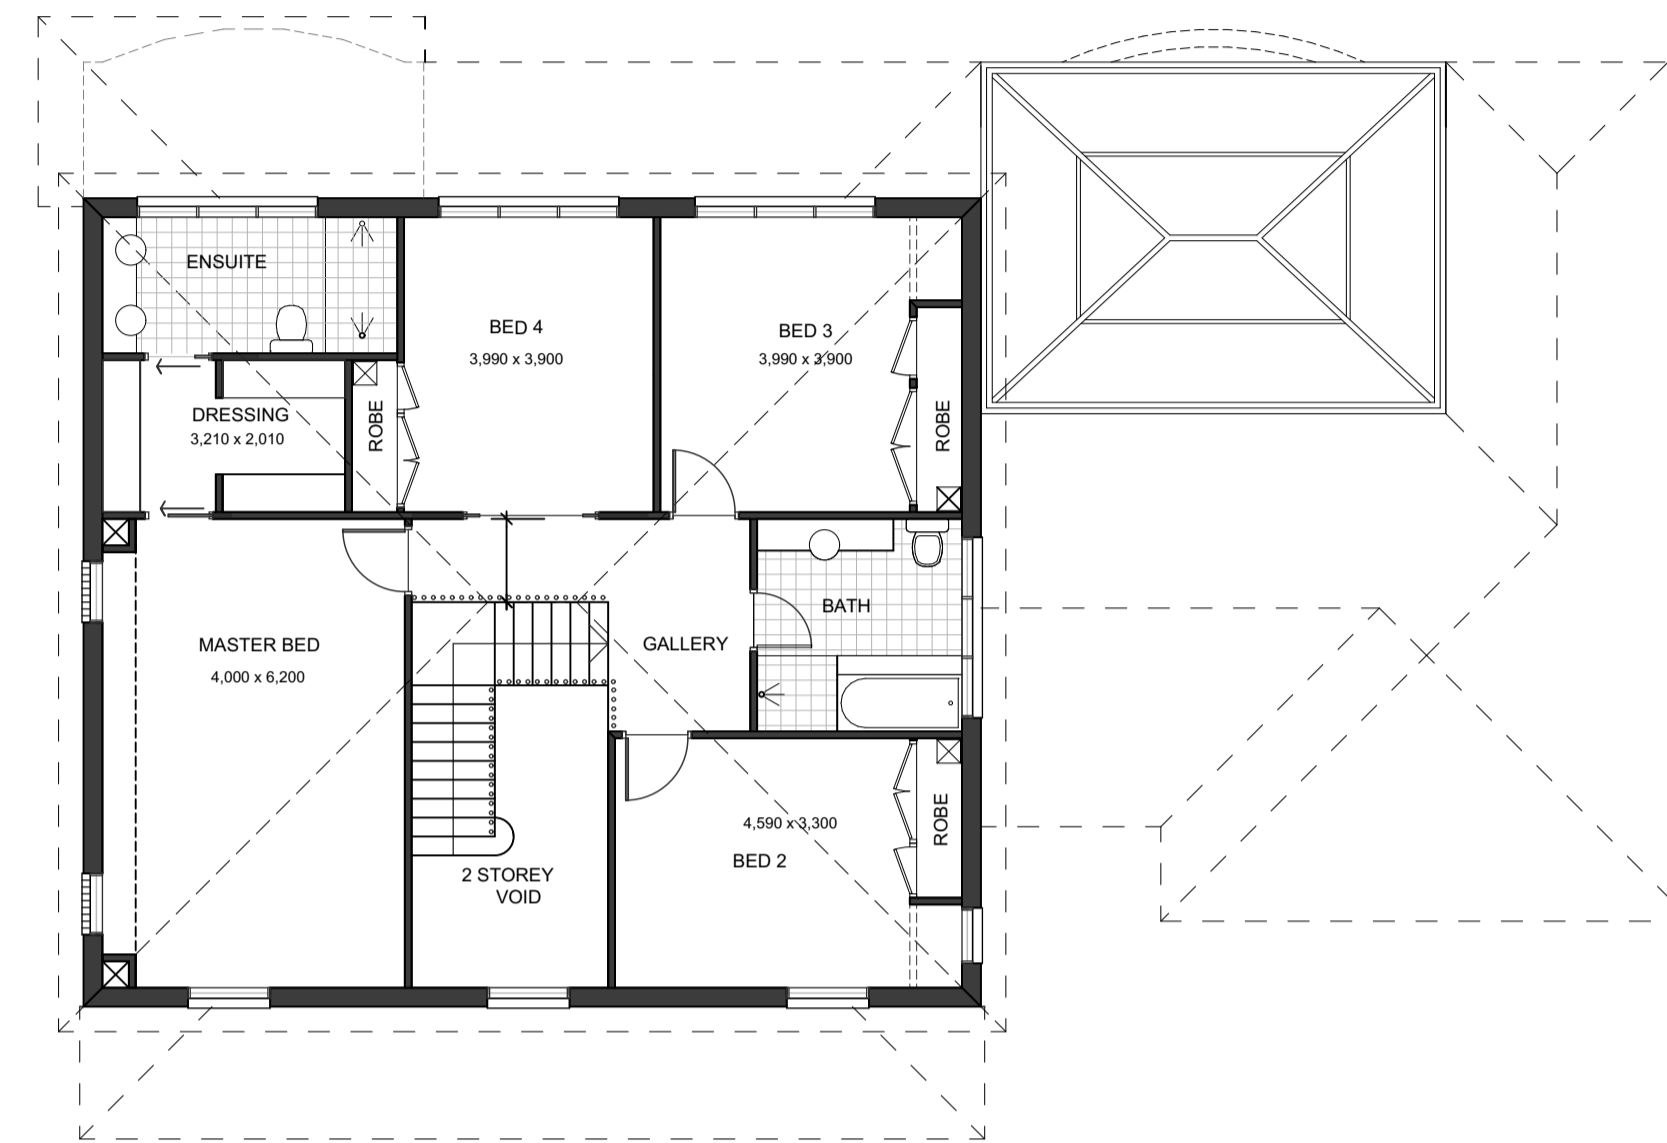 ENSUITE
BED 4
3,990 x 3,900
BED 3
3,990 x 3,900
DRESSING
3,210 x 2,010
ROBE
ROBE
BATH
MASTER BED
4,000 x 6,200
GALLERY
4,590 x 3,300
BED 2
ROBE
2 STOREY
VOID